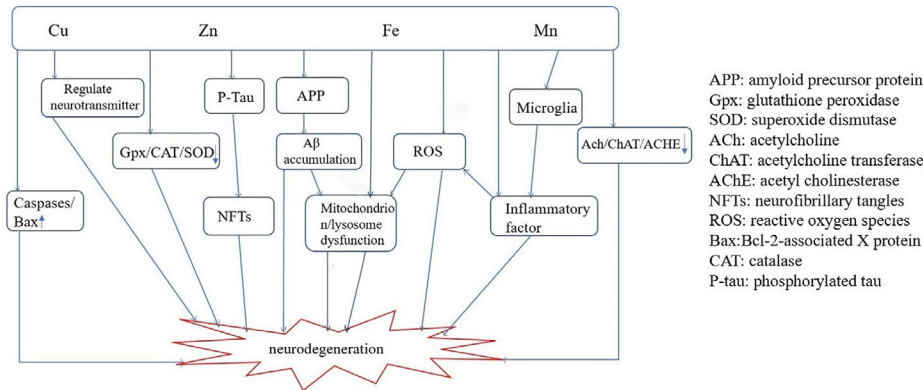 Cu Zn Fe Mn
Regulate
neurotransmitter
P-Tau
APP
Microglia
Gpx/CAT/SOD
Aβ
accumulation
ROS
Ach/ChAT/ACHE
Caspases/
Bax
NFTs
Mitochondrio
n/lysosome
dysfunction
Inflammatory
factor
neurodegeneration
APP: amyloid precursor protein
Gpx: glutathione peroxidase
SOD: superoxide dismutase
ACh: acetylcholine
ChAT: acetylcholine transferase
AChE: acetyl cholinesterase
NFTs: neurofibrillary tangles
ROS: reactive oxygen species
Bax:Bcl-2-associated X protein
CAT: catalase
P-tau: phosphorylated tau